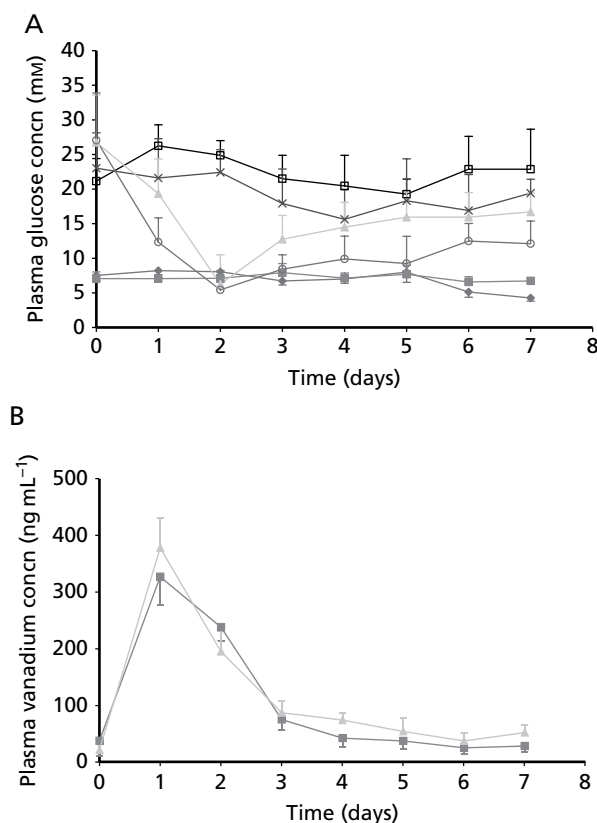 A
Plasma glucose concn (mM)
40
35
30
25
20
15
10
5
0
0 1 2 3 4 5 6 7 8
Time (days)
B
Plasma vanadium concn (ng mL⁻¹)
500
400
300
200
100
0
0 1 2 3 4 5 6 7 8
Time (days)